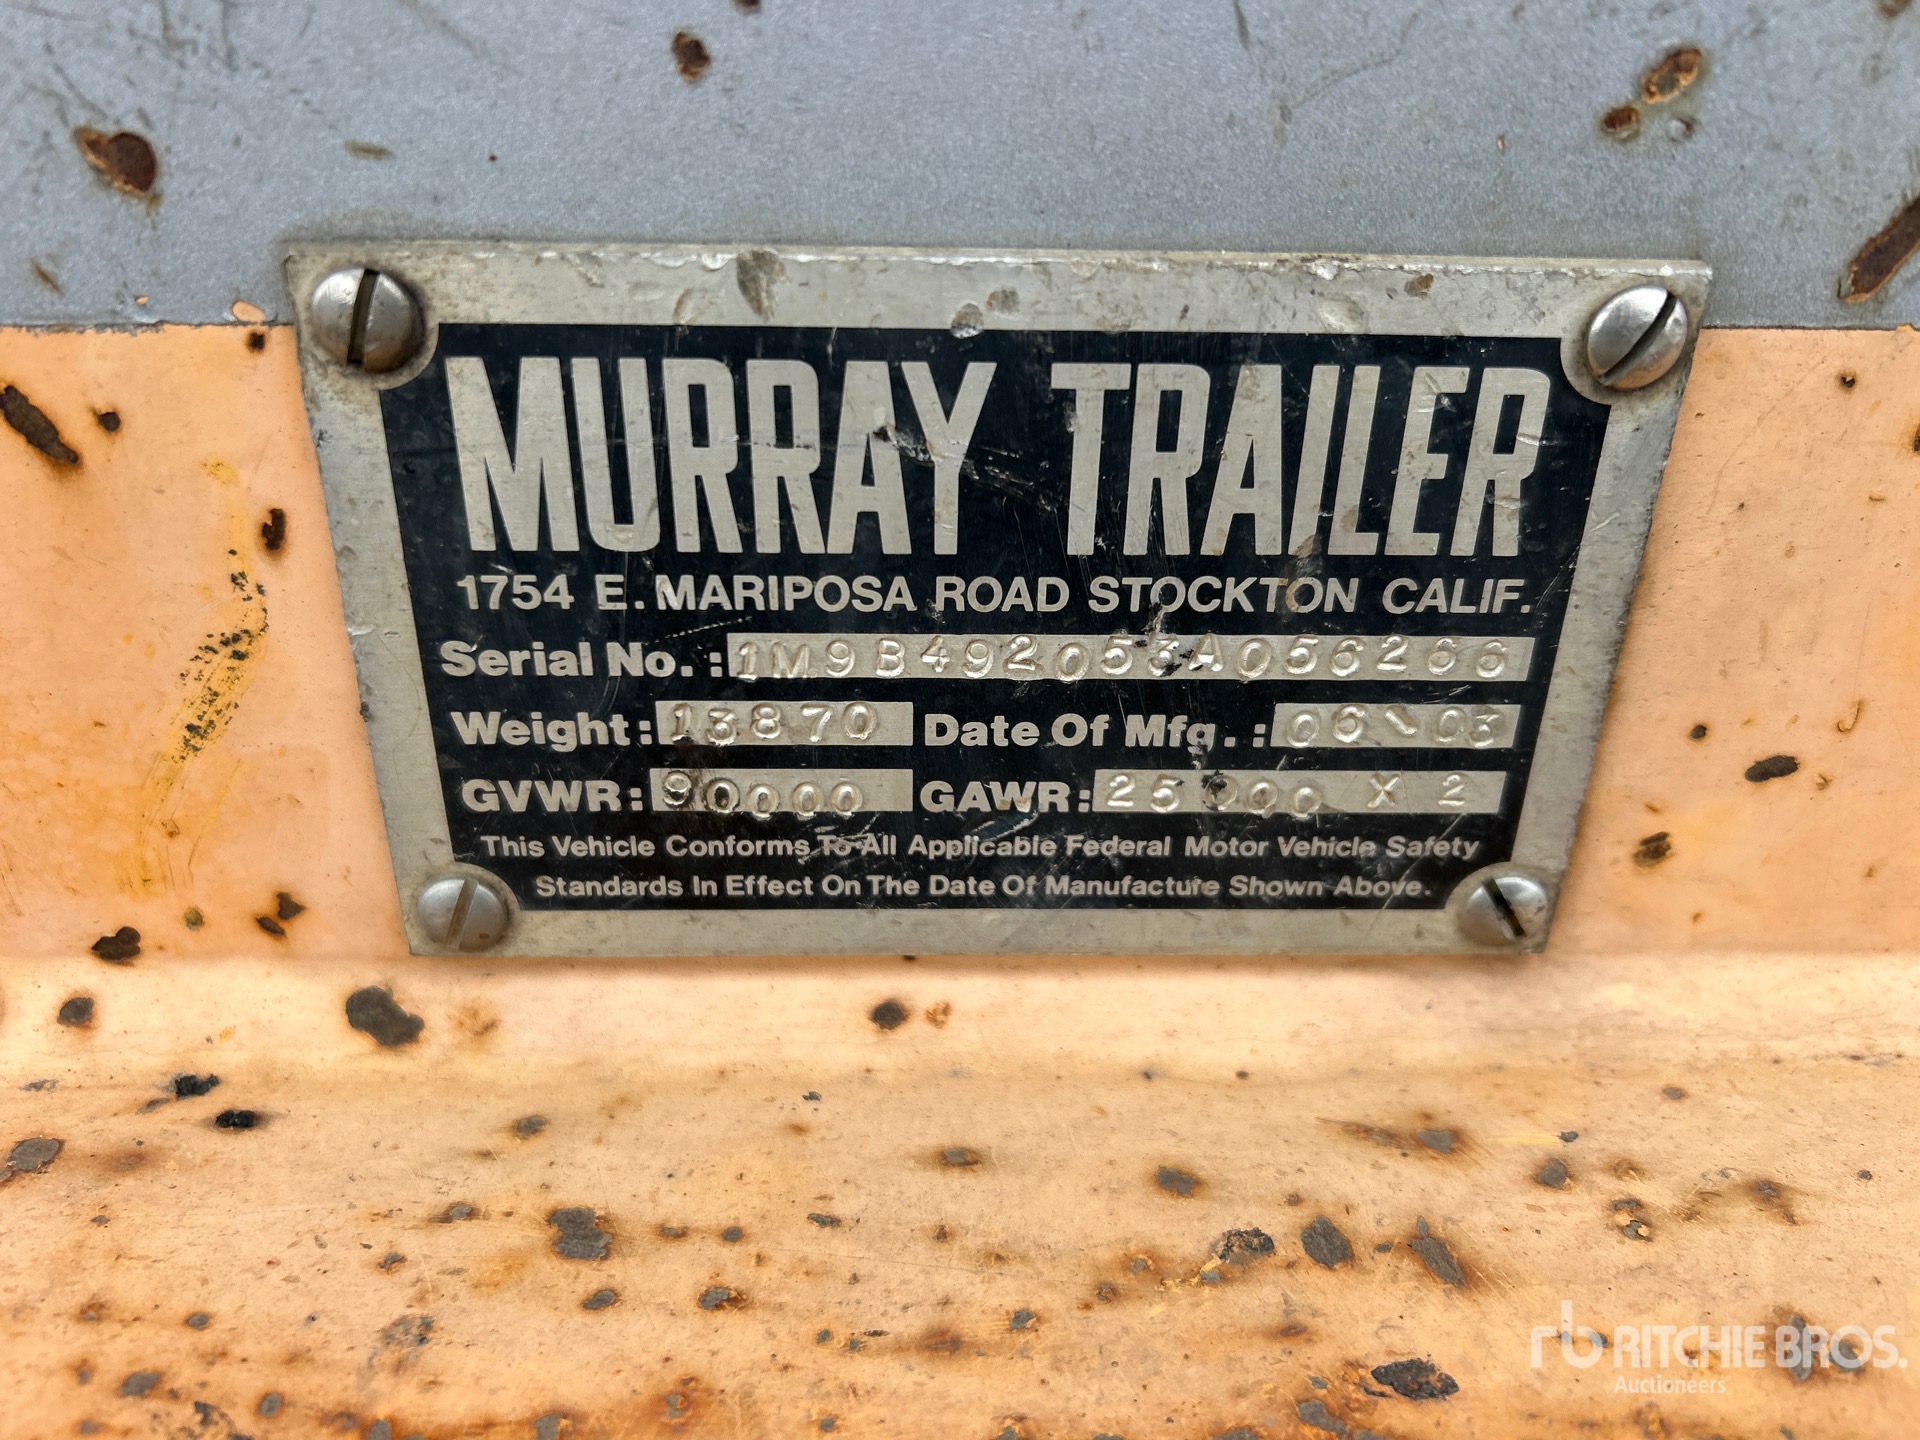 MURRAY TRAILER
1754 E. MARIPOSA ROAD STOCKTON CALIF.
Serial No.: 1M9B492053A056266
Weight: 13870 Date Of Mfg.: 06\03
GVWR: 90000 GAWR: 25000 X 2
This Vehicle Conforms To All Applicable Federal Motor Vehicle Safety
Standards In Effect On The Date Of Manufacture Shown Above.
rb RITCHIE BROS.
Auctioneers